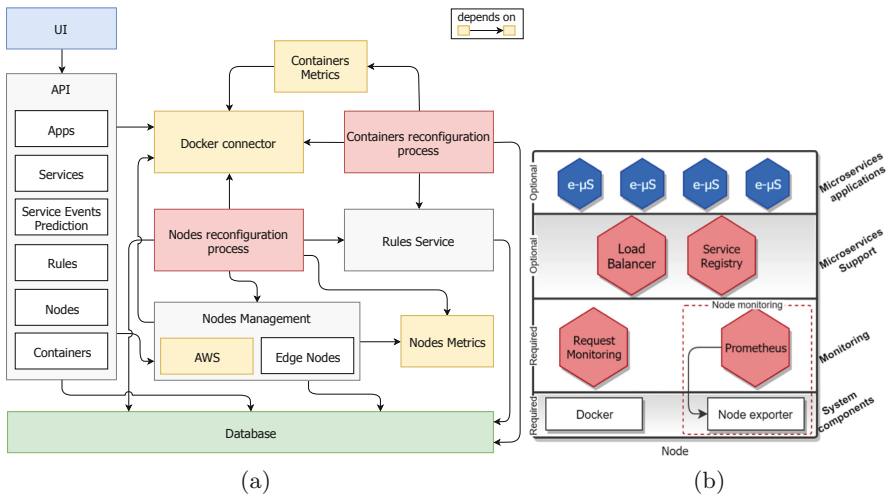 UI
depends on
API
Apps
Services
Service Events
Prediction
Rules
Nodes
Containers
Containers
Metrics
Docker connector
Containers reconfiguration
process
Nodes reconfiguration
process
Rules Service
Nodes Management
AWS
Edge Nodes
Nodes Metrics
Database
(a)
Optional
e-µS
e-µS
e-µS
e-µS
Microservices
applications
Optional
Load
Balancer
Service
Registry
Microservices
Support
Required
Request
Monitoring
Node monitoring
Prometheus
Monitoring
Required
Docker
Node exporter
System
components
Node
(b)